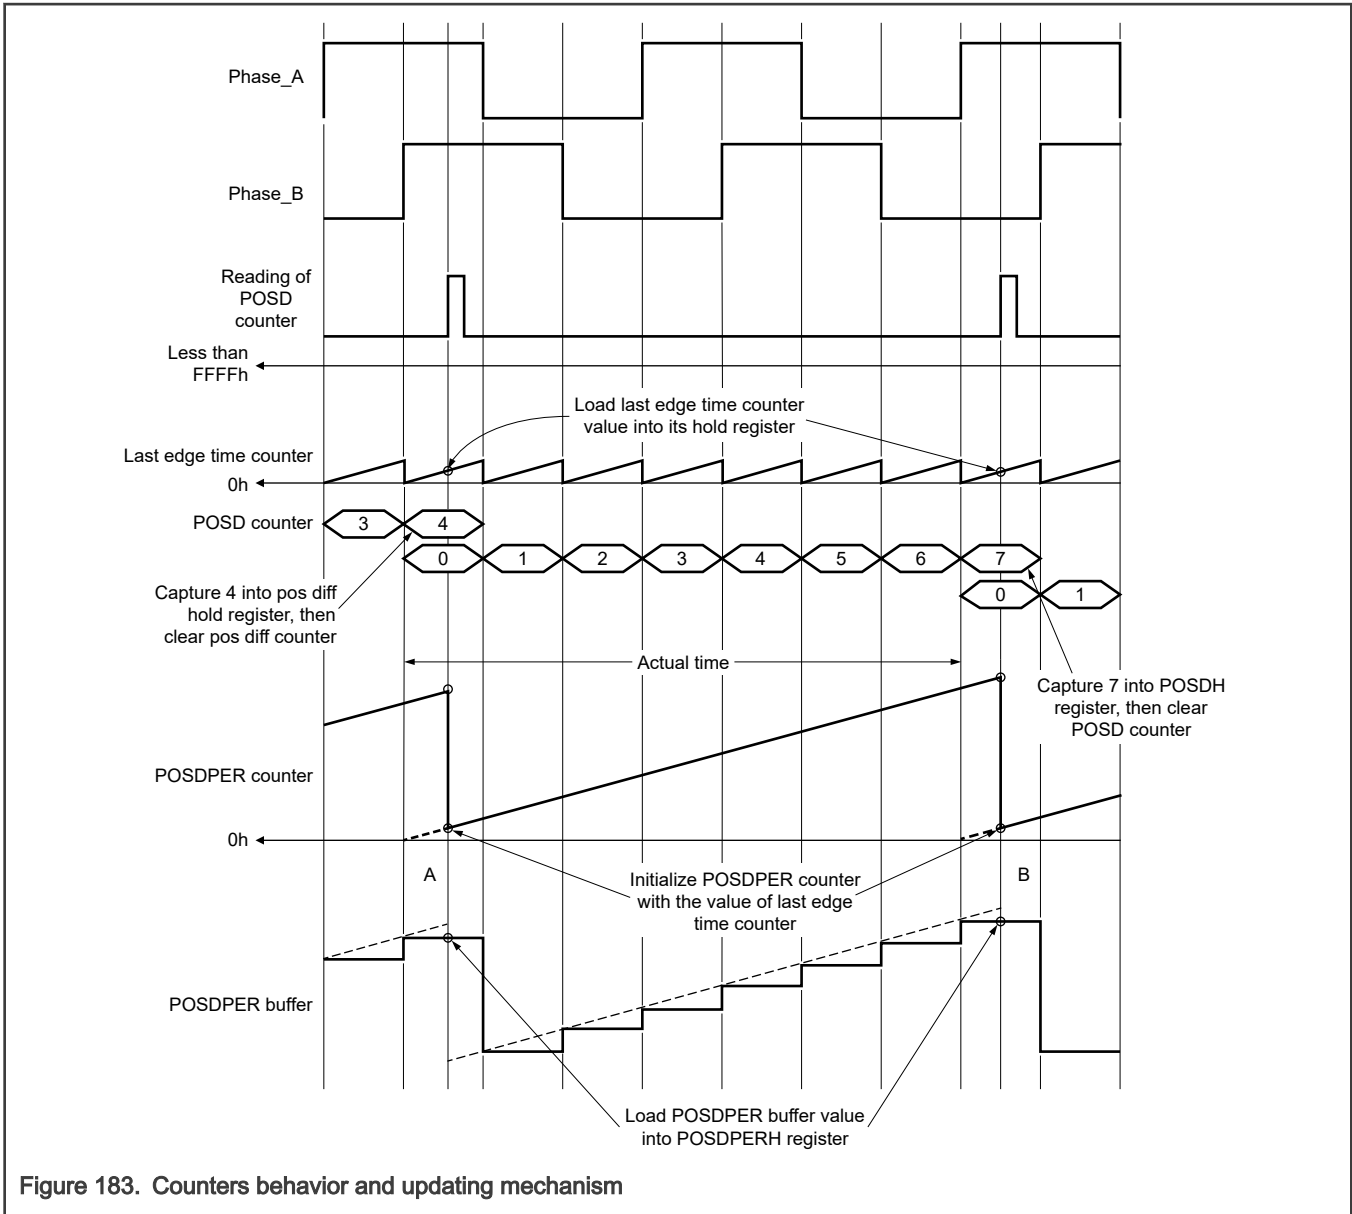 Phase_A
Phase_B
Reading of
POSD
counter
Less than
FFFFh
Load last edge time counter
value into its hold register
Last edge time counter
0h
POSD counter
3 4
0 1 2 3 4 5 6 7
0 1
Capture 4 into pos diff
hold register, then
clear pos diff counter
Actual time
Capture 7 into POSDH
register, then clear
POSD counter
POSDPER counter
0h
A
B
Initialize POSDPER counter
with the value of last edge
time counter
POSDPER buffer
Load POSDPER buffer value
into POSDPERH register
Figure 183. Counters behavior and updating mechanism